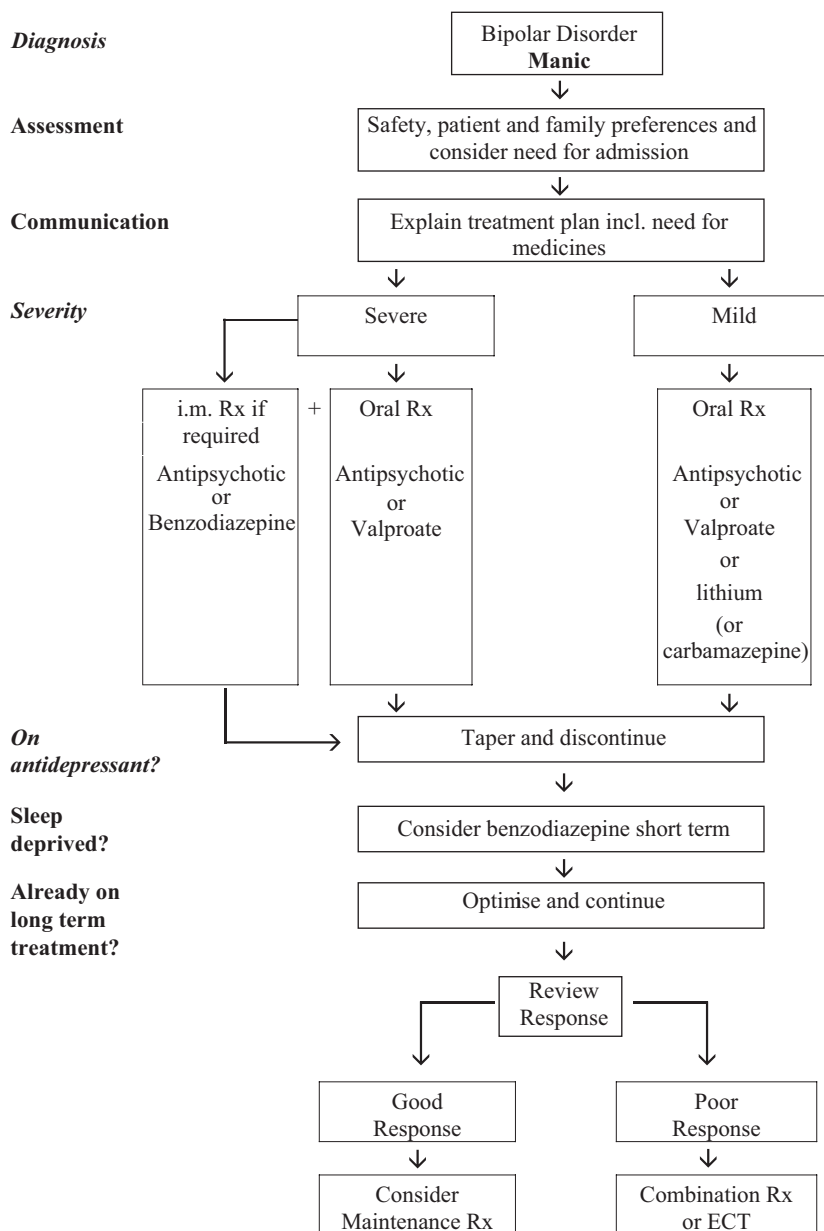 Diagnosis
Bipolar Disorder
Manic
Assessment
Safety, patient and family preferences and
consider need for admission
Communication
Explain treatment plan incl. need for
medicines
Severity
Severe
Mild
i.m. Rx if
required
Antipsychotic
or
Benzodiazepine
+
Oral Rx
Antipsychotic
or
Valproate
Oral Rx
Antipsychotic
or
Valproate
or
lithium
(or
carbamazepine)
On
antidepressant?
Taper and discontinue
Sleep
deprived?
Consider benzodiazepine short term
Already on
long term
treatment?
Optimise and continue
Review
Response
Good
Response
Poor
Response
Consider
Maintenance Rx
Combination Rx
or ECT